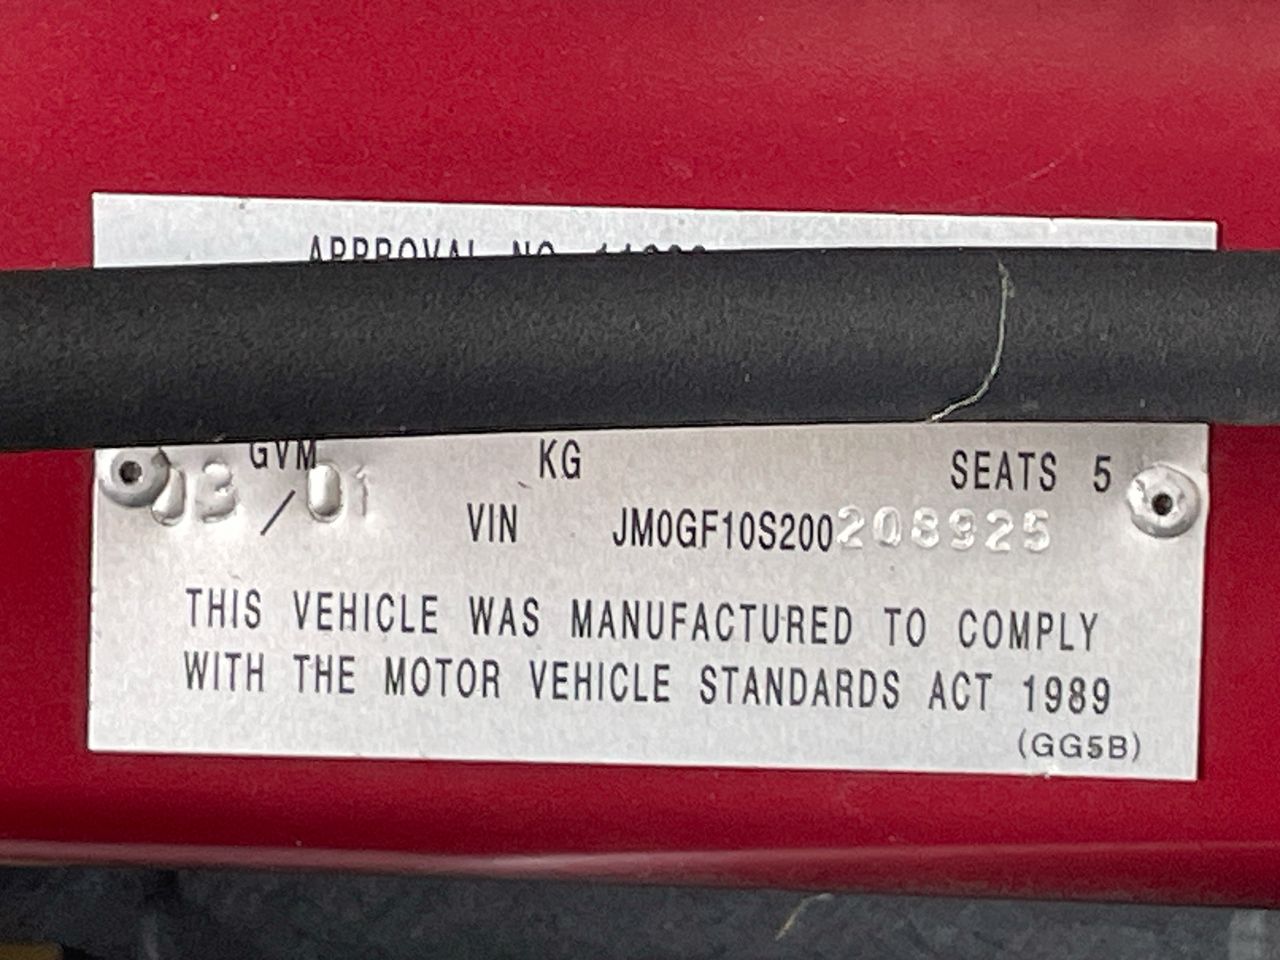 APPROVAL NO
GVM KG SEATS 5
03/01 VIN JM0GF10S200208925
THIS VEHICLE WAS MANUFACTURED TO COMPLY
WITH THE MOTOR VEHICLE STANDARDS ACT 1989
(GG5B)